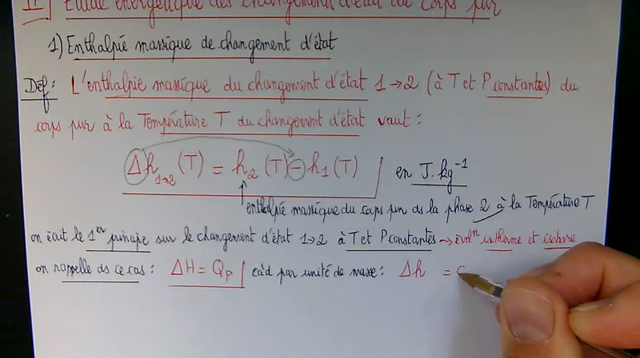 II Etude énergétique des changements d'état de corps pur
1) Enthalpie massique de changement d'état
Def: L'enthalpie massique du changement d'état 1→2 (à T et P constantes) du
corps pur à la Température T du changement d'état vaut:
Δh₁→₂ (T) = h₂ (T) − h₁ (T) en J.kg⁻¹
enthalpie massique du corps pur ds la phase 2 à la Température T
on écrit le 1er principe sur le changement d'état 1→2 à T et P constantes → évolⁿ isotherme et isobare
on rappelle ds ce cas: ΔH = Qp càd par unité de masse: Δh =